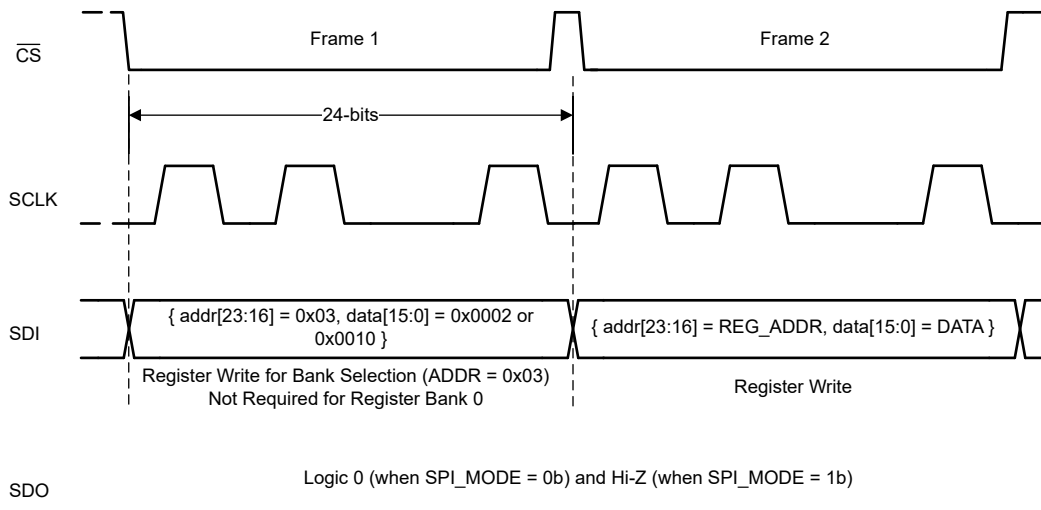 Frame 1
Frame 2
CS
24-bits
SCLK
{ addr[23:16] = 0x03, data[15:0] = 0x0002 or
0x0010 }
{ addr[23:16] = REG_ADDR, data[15:0] = DATA }
SDI
Register Write for Bank Selection (ADDR = 0x03)
Not Required for Register Bank 0
Register Write
Logic 0 (when SPI_MODE = 0b) and Hi-Z (when SPI_MODE = 1b)
SDO